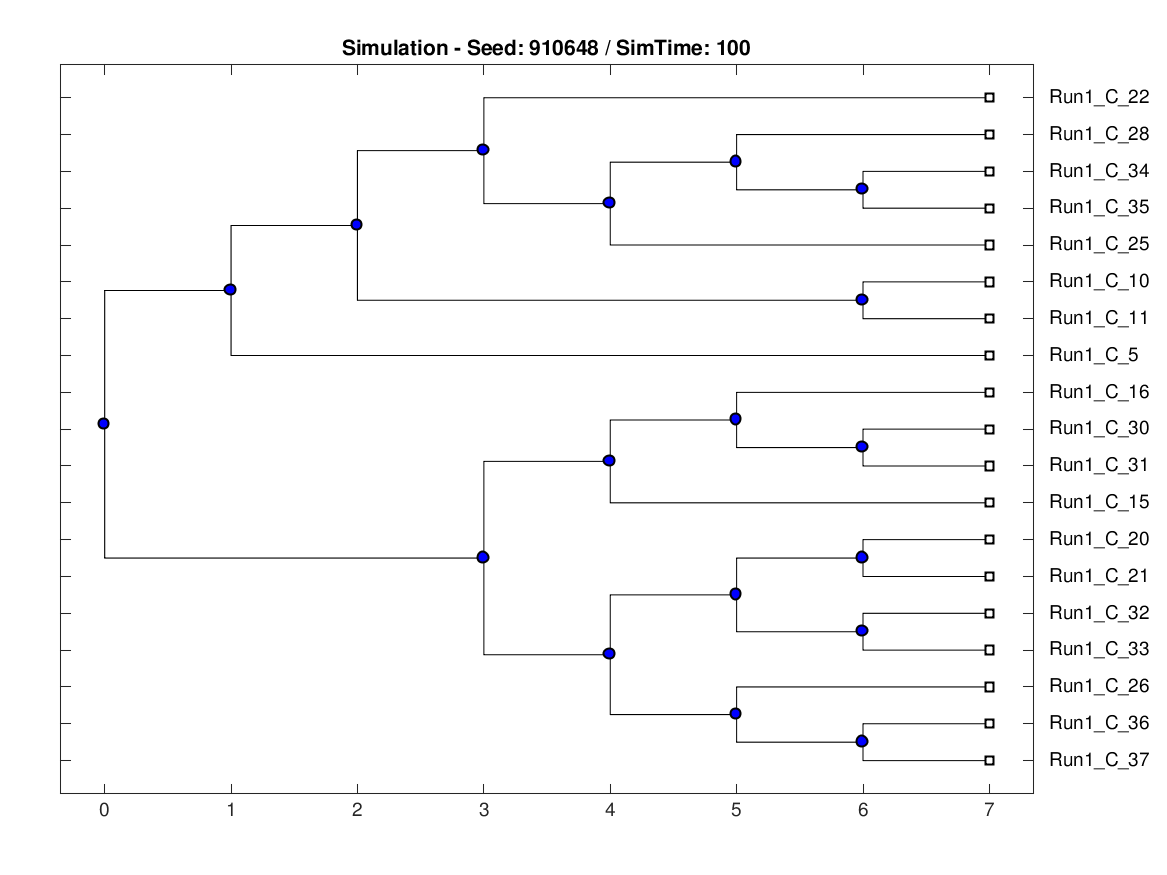 Simulation - Seed: 910648 / SimTime: 100
Run1_C_22
Run1_C_28
Run1_C_34
Run1_C_35
Run1_C_25
Run1_C_10
Run1_C_11
Run1_C_5
Run1_C_16
Run1_C_30
Run1_C_31
Run1_C_15
Run1_C_20
Run1_C_21
Run1_C_32
Run1_C_33
Run1_C_26
Run1_C_36
Run1_C_37
0 1 2 3 4 5 6 7